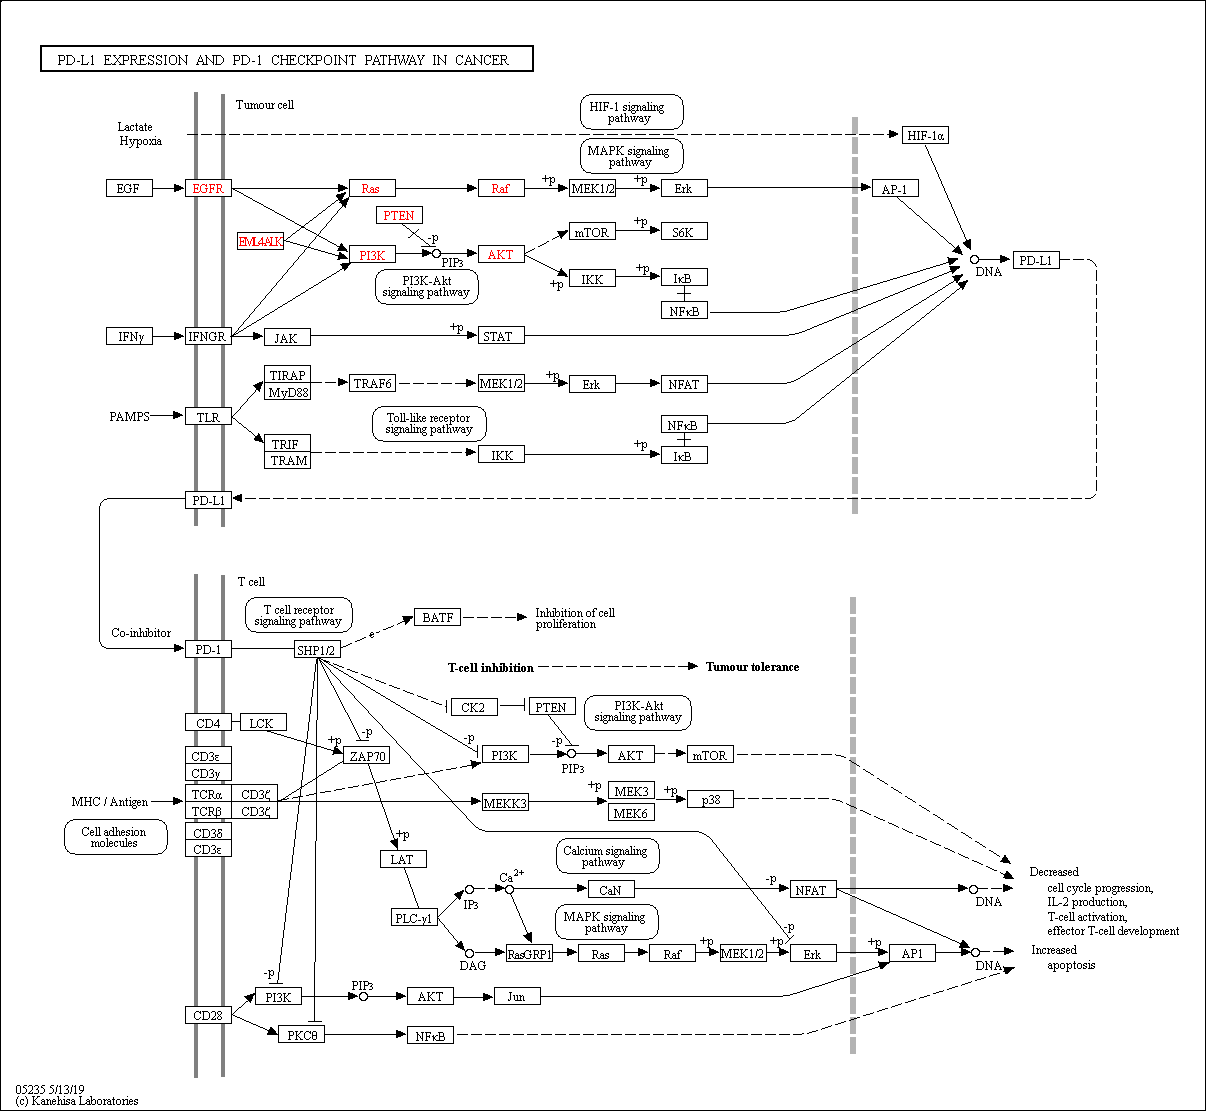 PD-L1 EXPRESSION AND PD-1 CHECKPOINT PATHWAY IN CANCER
Tumour cell
HIF-1 signaling
pathway
Lactate
Hypoxia
HIF-1α
MAPK signaling
pathway
EGF
EGFR
Ras
Raf
+p
MEK1/2
+p
Erk
AP-1
PTEN
-p
EML4ALK
PI3K
PIP3
AKT
mTOR
+p
S6K
DNA
PD-L1
PI3K-Akt
signaling pathway
+p
IKK
+p
IκB
NFκB
IFNγ
IFNGR
JAK
+p
STAT
TIRAP
MyD88
TRAF6
MEK1/2
+p
Erk
NFAT
PAMPS
TLR
Toll-like receptor
signaling pathway
NFκB
TRIF
TRAM
IKK
+p
IκB
PD-L1
T cell
T cell receptor
signaling pathway
BATF
Inhibition of cell
proliferation
e
Co-inhibitor
PD-1
SHP1/2
T-cell inhibition
Tumour tolerance
CK2
PTEN
PI3K-Akt
signaling pathway
CD4
LCK
+p
-p
ZAP70
-p
PI3K
-p
PIP3
AKT
mTOR
CD3ε
CD3γ
MHC / Antigen
TCRα
CD3ζ
TCRβ
CD3ζ
MEKK3
+p
MEK3
MEK6
+p
p38
Cell adhesion
molecules
CD3δ
CD3ε
+p
LAT
Calcium signaling
pathway
Ca2+
IP3
CaN
-p
NFAT
DNA
Decreased
cell cycle progression,
IL-2 production,
T-cell activation,
effector T-cell development
PLC-γ1
MAPK signaling
pathway
DAG
RasGRP1
Ras
Raf
+p
MEK1/2
+p
-p
Erk
+p
AP1
DNA
Increased
apoptosis
-p
PI3K
PIP3
AKT
Jun
CD28
PKCθ
NFκB
05235 5/13/19
(c) Kanehisa Laboratories